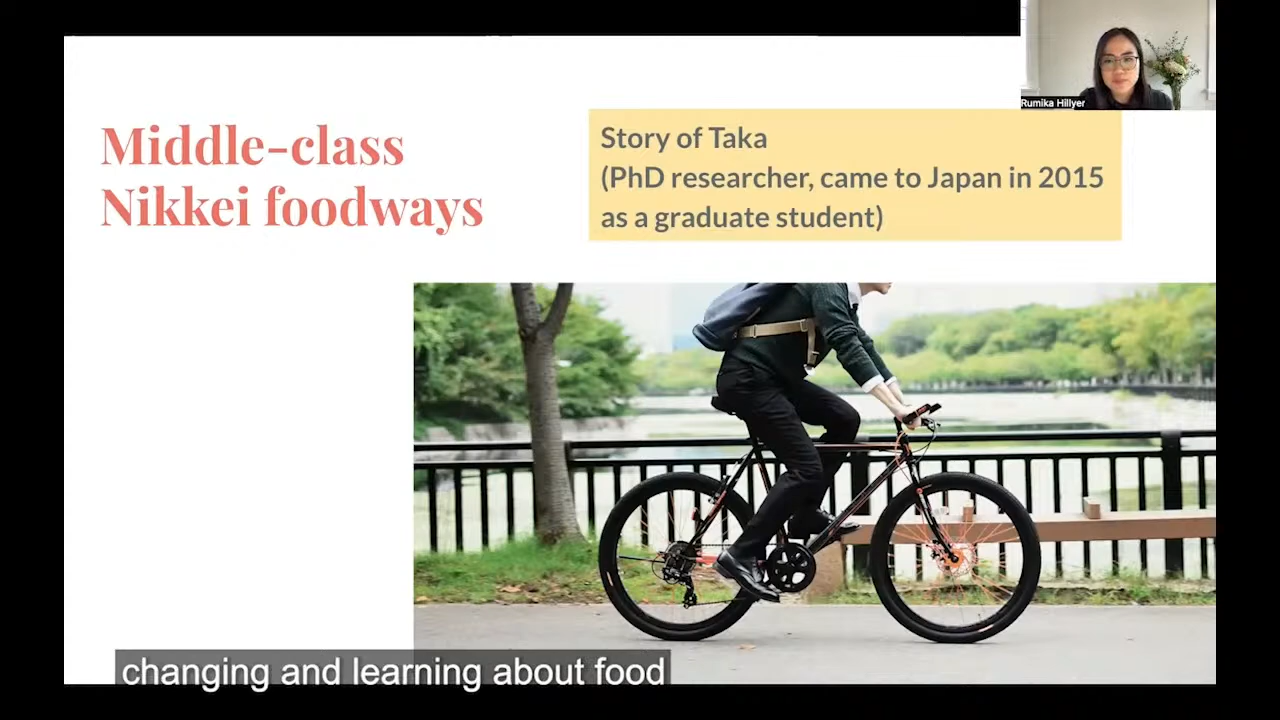 Rumika Hillyer
Middle-class
Nikkei foodways
Story of Taka
(PhD researcher, came to Japan in 2015
as a graduate student)
changing and learning about food